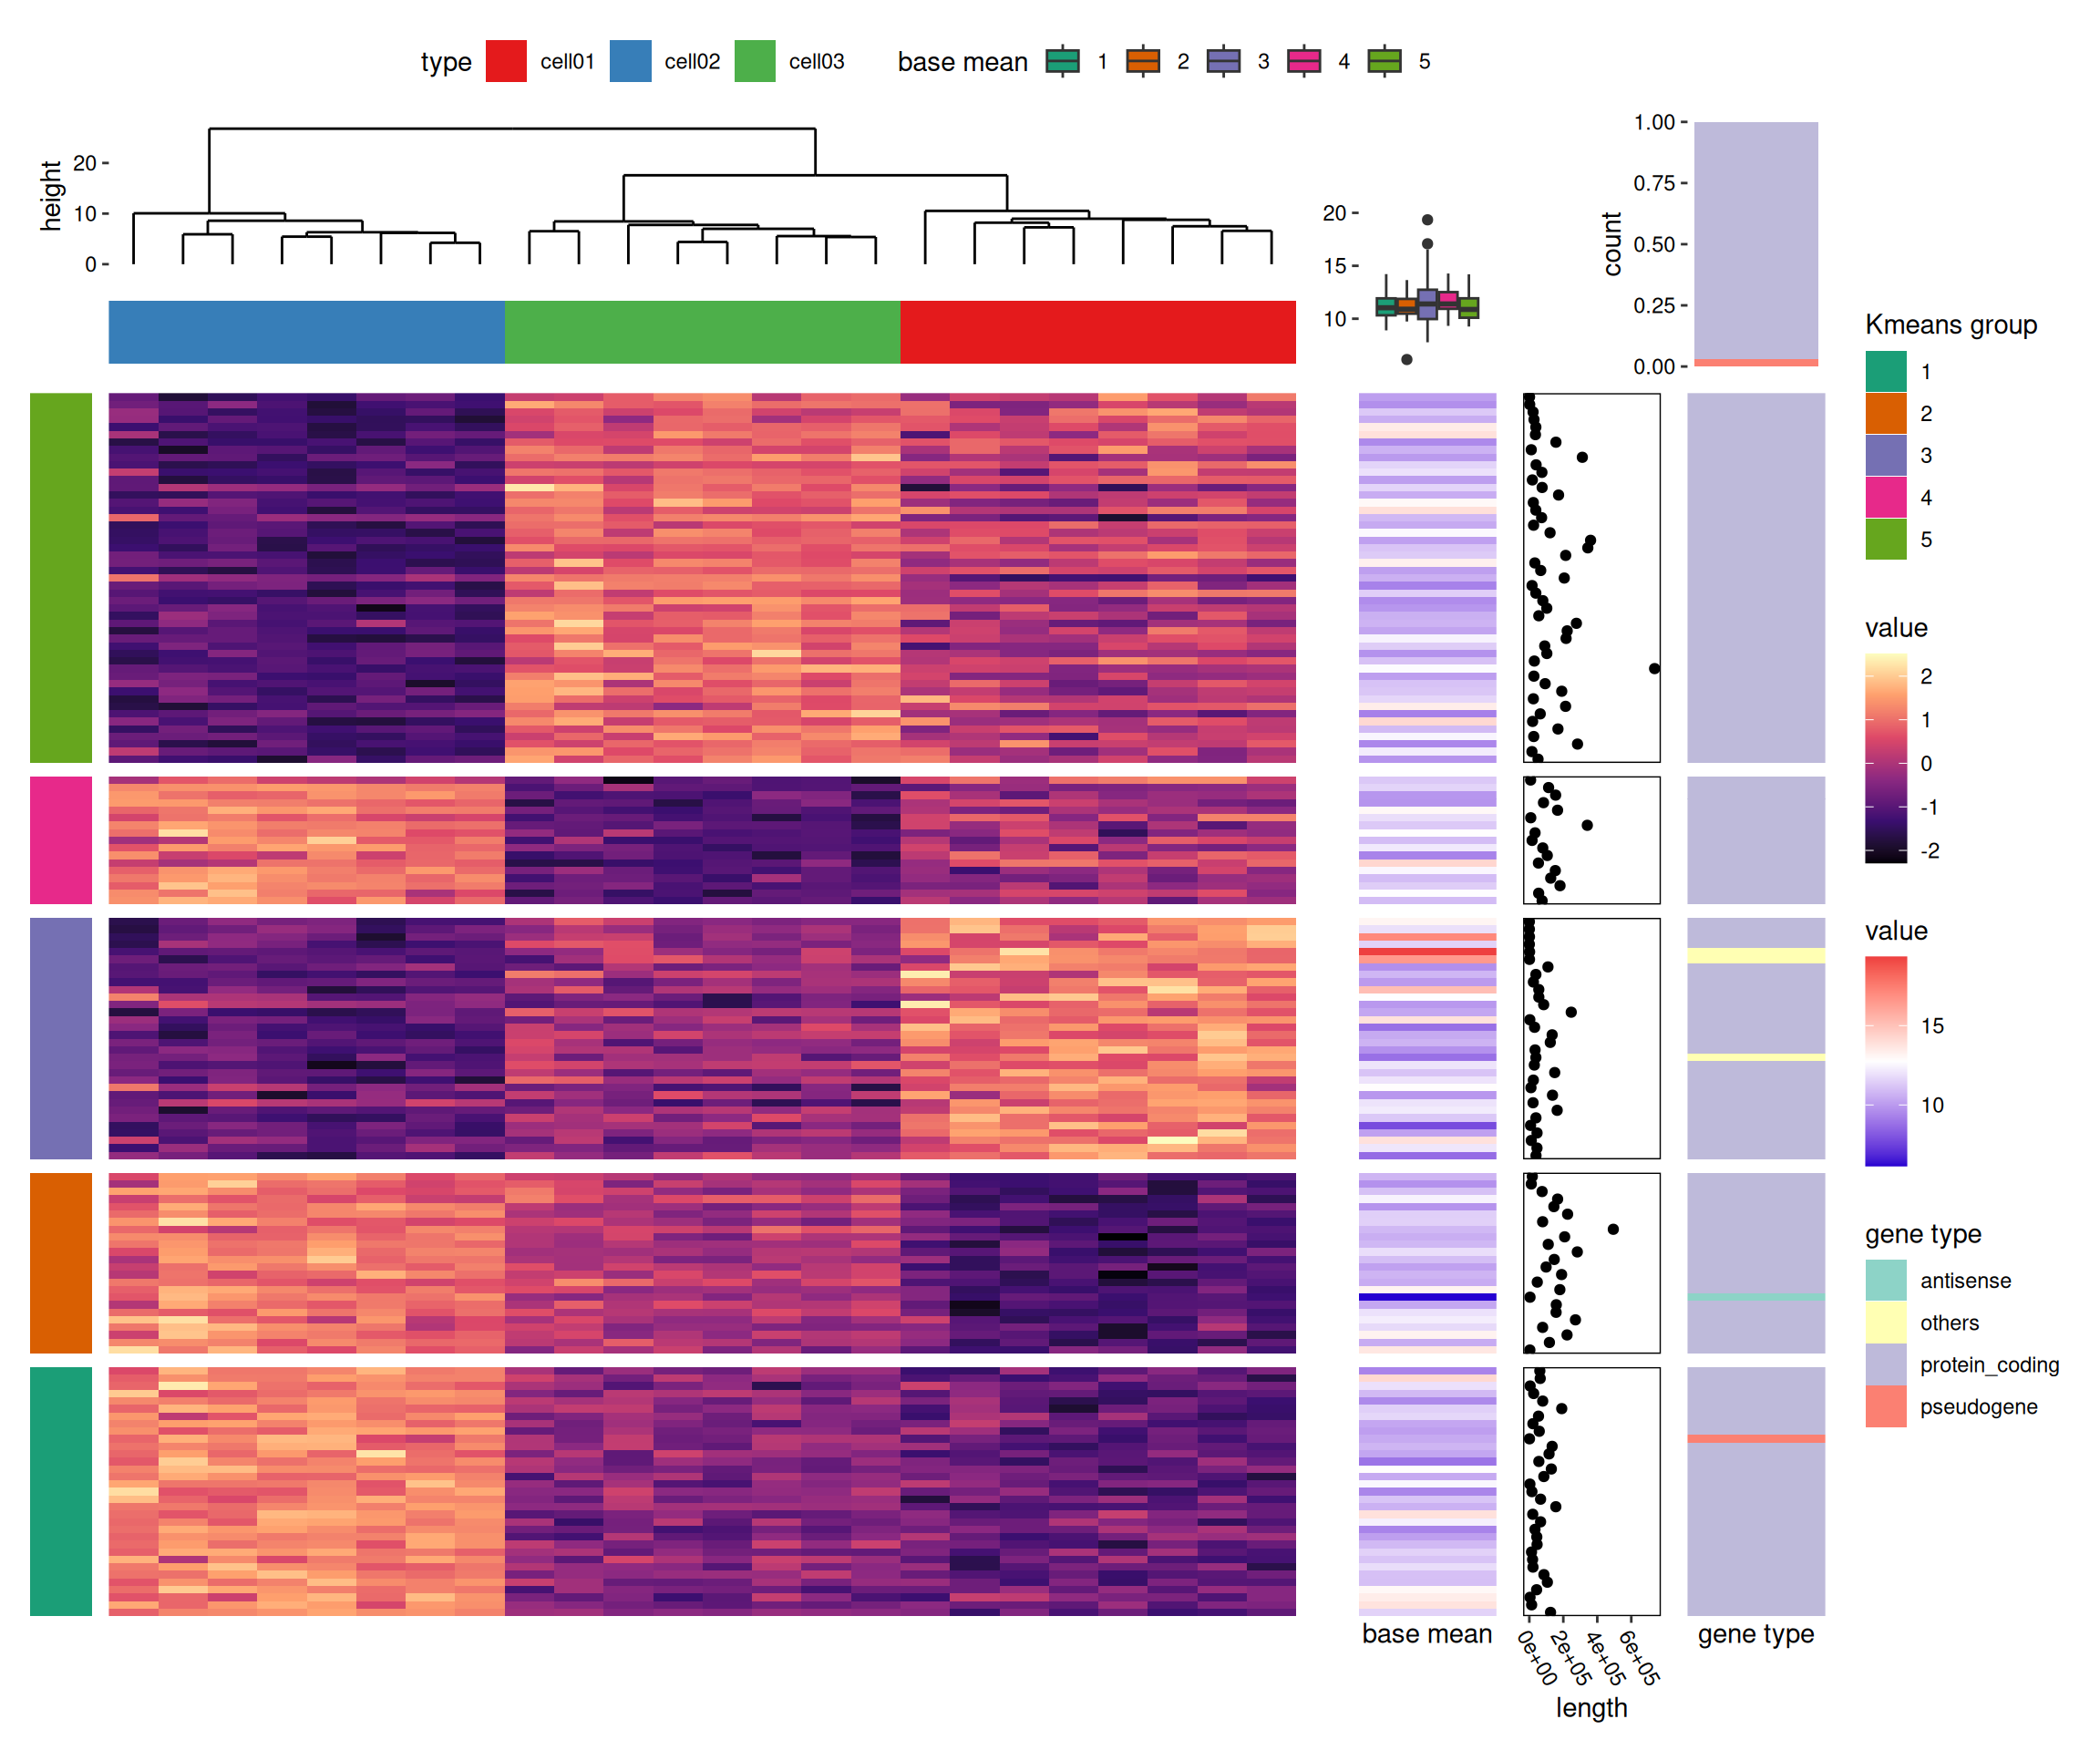 type cell01 cell02 cell03 base mean 1 2 3 4 5
height
20
10
0
20
15
10
count
1.00
0.75
0.50
0.25
0.00
Kmeans group
1
2
3
4
5
value
2
1
0
-1
-2
value
15
10
gene type
antisense
others
protein_coding
pseudogene
base mean
0e+00 2e+05 4e+05 6e+05
length
gene type